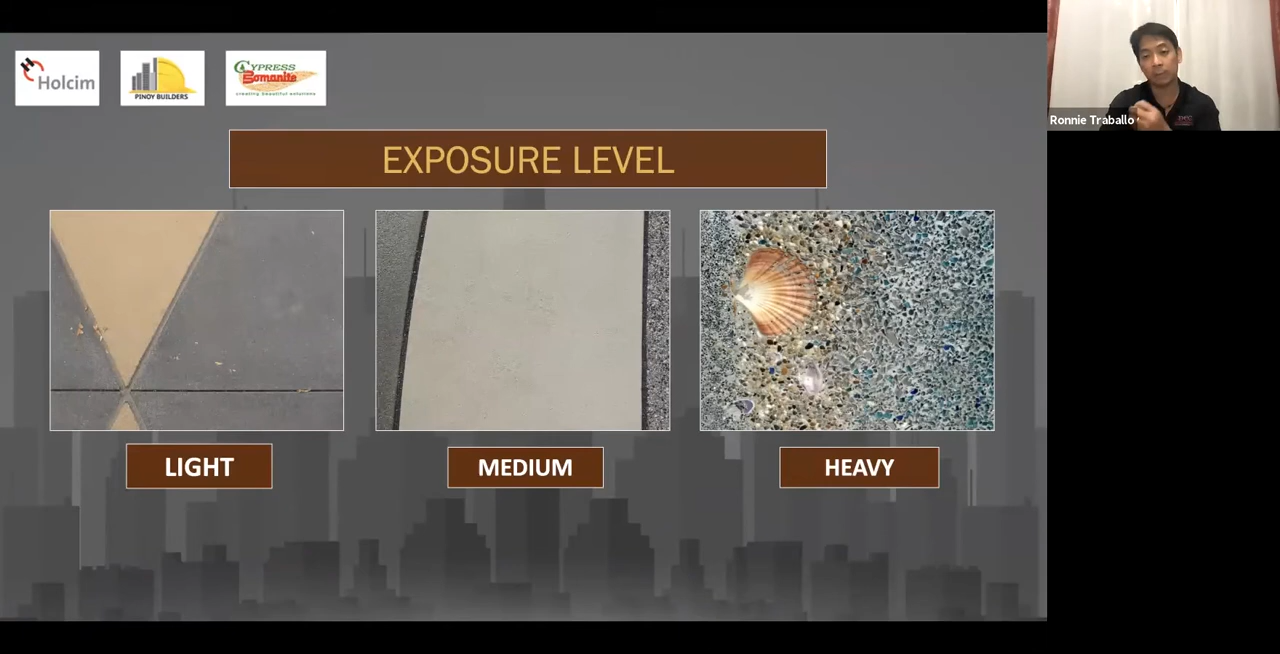 Holcim
PINOY BUILDERS
CYPRESS
Bomanite
creating beautiful solutions
EXPOSURE LEVEL
LIGHT
MEDIUM
HEAVY
Ronnie Traballo